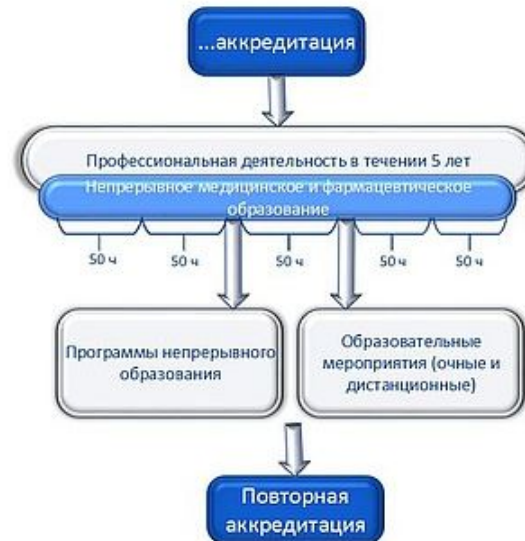 ...аккредитация
Профессиональная деятельность в течении 5 лет
Непрерывное медицинское и фармацевтическое
образование
50 ч 50 ч 50 ч 50 ч 50 ч
Программы непрерывного
образования
Образовательные
мероприятия (очные и
дистанционные)
Повторная
аккредитация